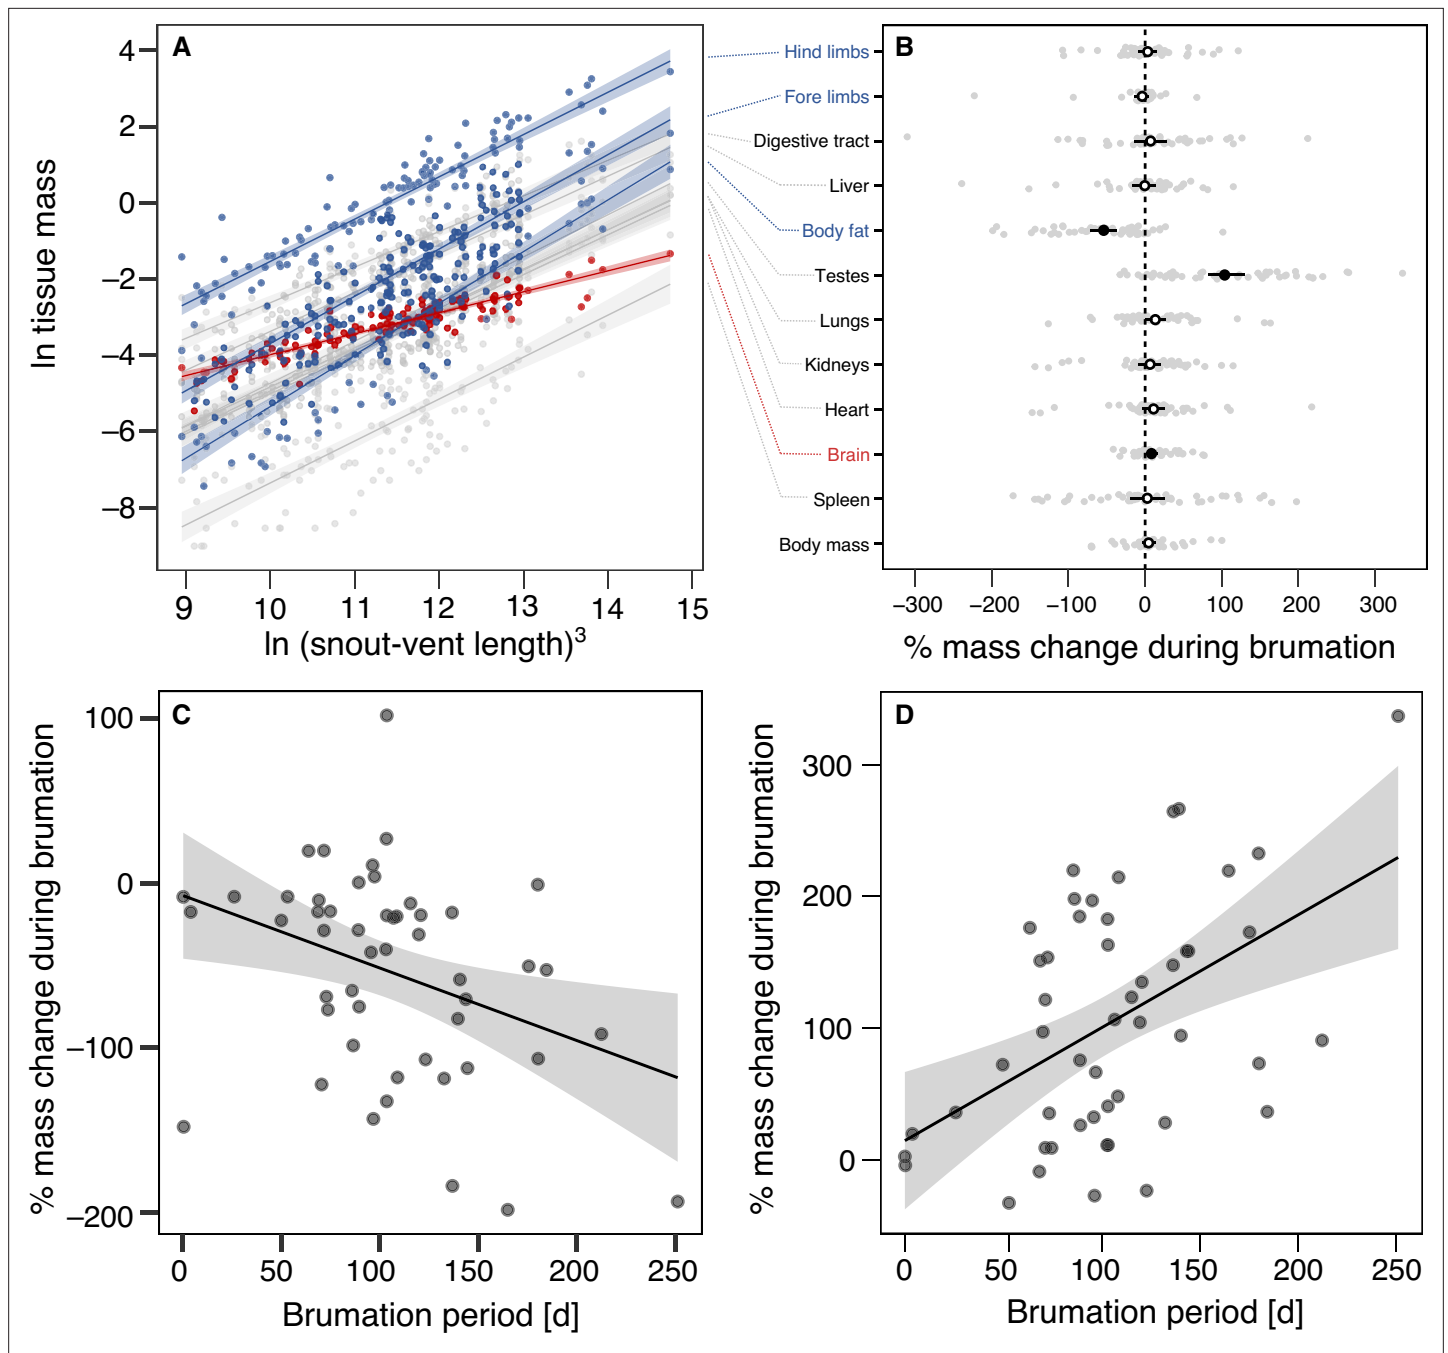 A
ln tissue mass
4
2
0
−2
−4
−6
−8
9 10 11 12 13 14 15
ln (snout-vent length)³
B
Hind limbs
Fore limbs
Digestive tract
Liver
Body fat
Testes
Lungs
Kidneys
Heart
Brain
Spleen
Body mass
−300 −200 −100 0 100 200 300
% mass change during brumation
C
% mass change during brumation
100
0
−100
−200
0 50 100 150 200 250
Brumation period [d]
D
% mass change during brumation
300
200
100
0
0 50 100 150 200 250
Brumation period [d]